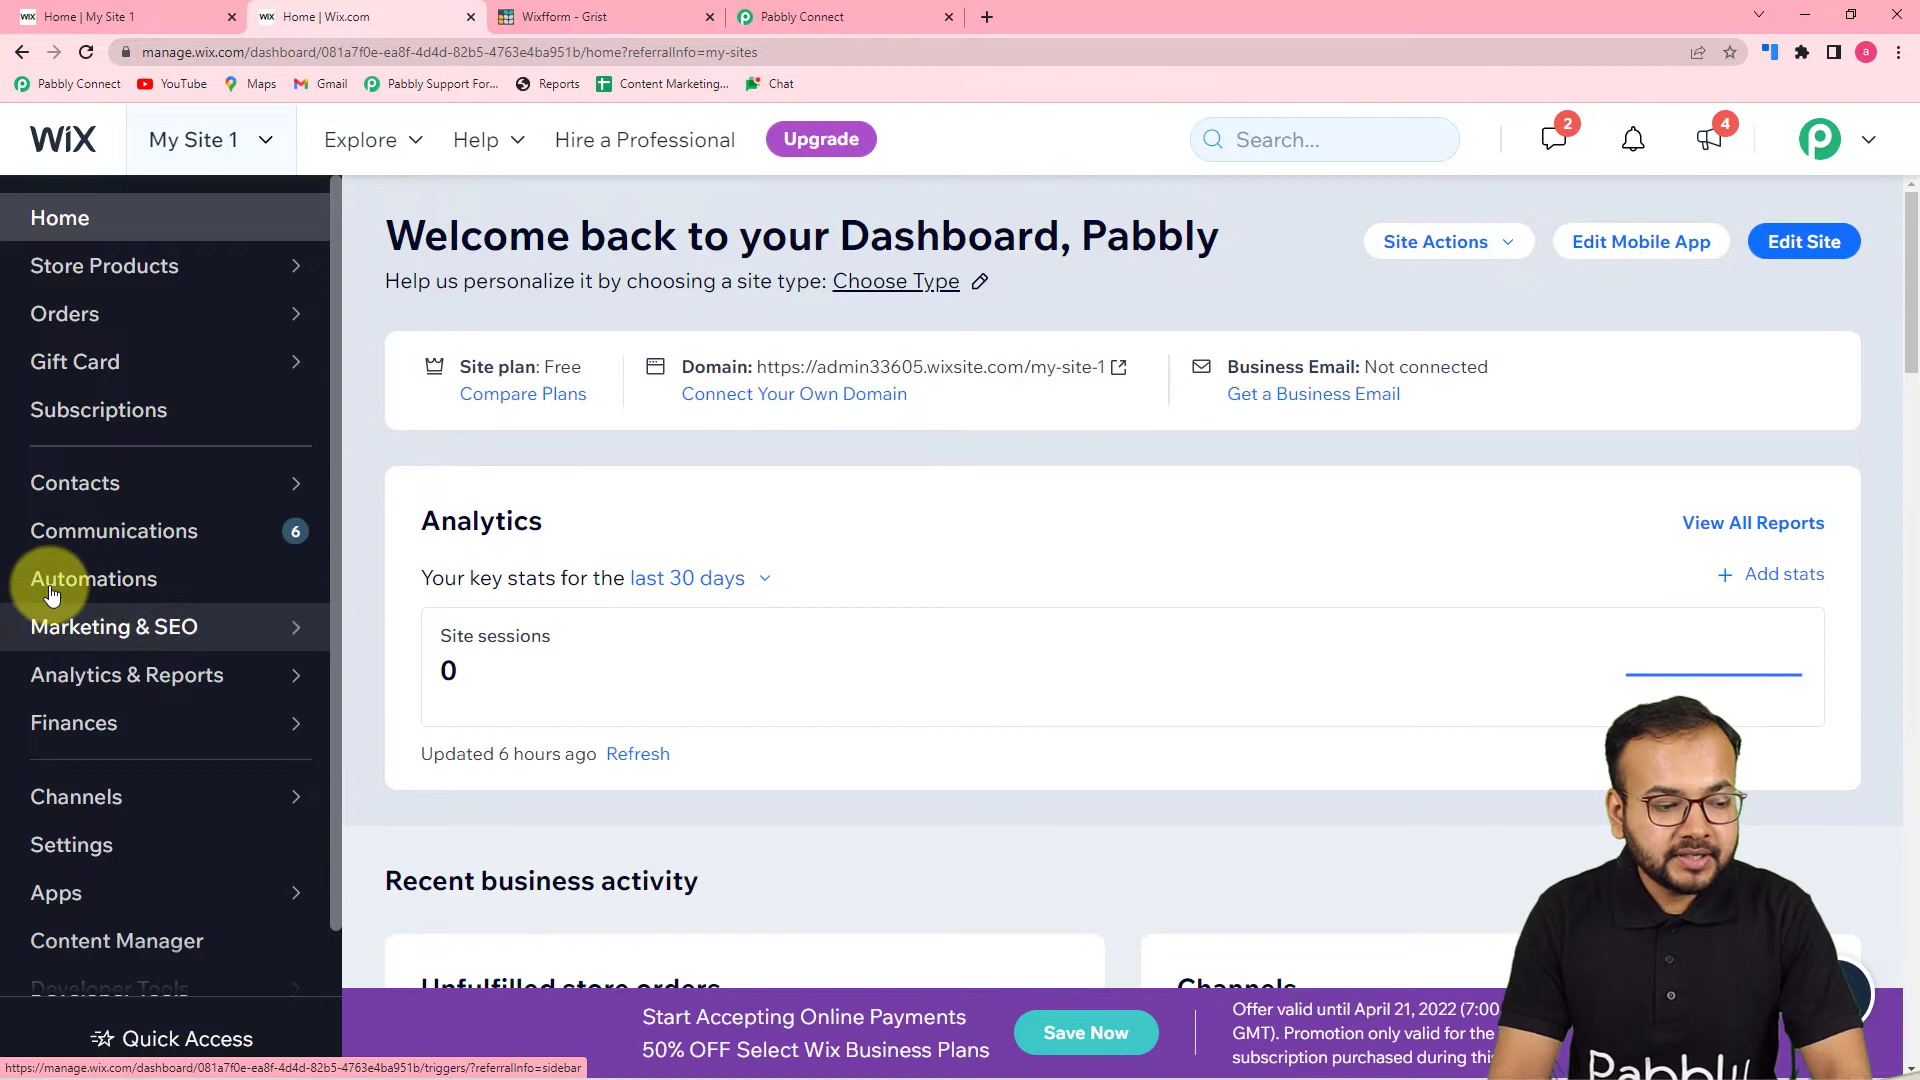 WiX Home | My Site 1
WiX Home | Wix.com
Wixfform - Grist
Pabbly Connect
manage.wix.com/dashboard/081a7f0e-ea8f-4d4d-82b5-4763e4ba951b/home?referralInfo=my-sites
a
Pabbly Connect
YouTube
Maps
Gmail
Pabbly Support For...
Reports
Content Marketing...
Chat
WiX
My Site 1
Explore
Help
Hire a Professional
Upgrade
Search...
2
4
Home
Store Products
Orders
Gift Card
Subscriptions
Contacts
Communications 6
Automations
Marketing & SEO
Analytics & Reports
Finances
Channels
Settings
Apps
Content Manager
Developer Tools
Quick Access
Welcome back to your Dashboard, Pabbly
Help us personalize it by choosing a site type: Choose Type
Site Actions
Edit Mobile App
Edit Site
Site plan: Free
Compare Plans
Domain: https://admin33605.wixsite.com/my-site-1
Connect Your Own Domain
Business Email: Not connected
Get a Business Email
Analytics
View All Reports
Your key stats for the last 30 days
+ Add stats
Site sessions
0
Updated 6 hours ago Refresh
Recent business activity
Unfulfilled store orders
Channels
Start Accepting Online Payments
50% OFF Select Wix Business Plans
Save Now
Offer valid until April 21, 2022 (7:00
GMT). Promotion only valid for the
subscription purchased during
Pabbly
https://manage.wix.com/dashboard/081a7f0e-ea8f-4d4d-82b5-4763e4ba951b/triggers/?referralInfo=sidebar